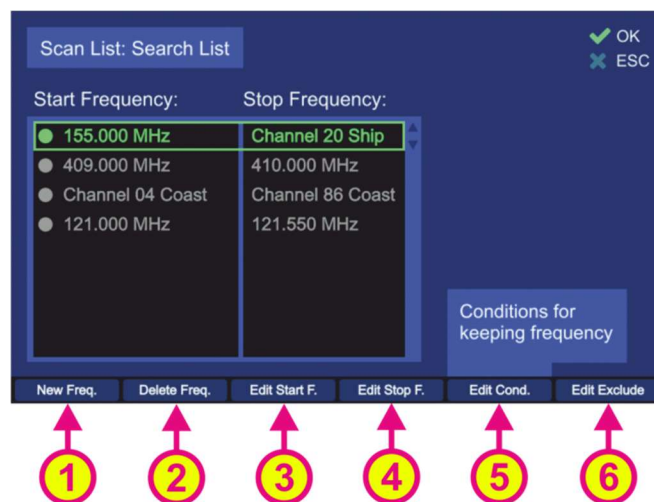 Scan List: Search List
OK
ESC
Start Frequency: Stop Frequency:
155.000 MHz Channel 20 Ship
409.000 MHz 410.000 MHz
Channel 04 Coast Channel 86 Coast
121.000 MHz 121.550 MHz
Conditions for
keeping frequency
New Freq. Delete Freq. Edit Start F. Edit Stop F. Edit Cond. Edit Exclude
1 2 3 4 5 6